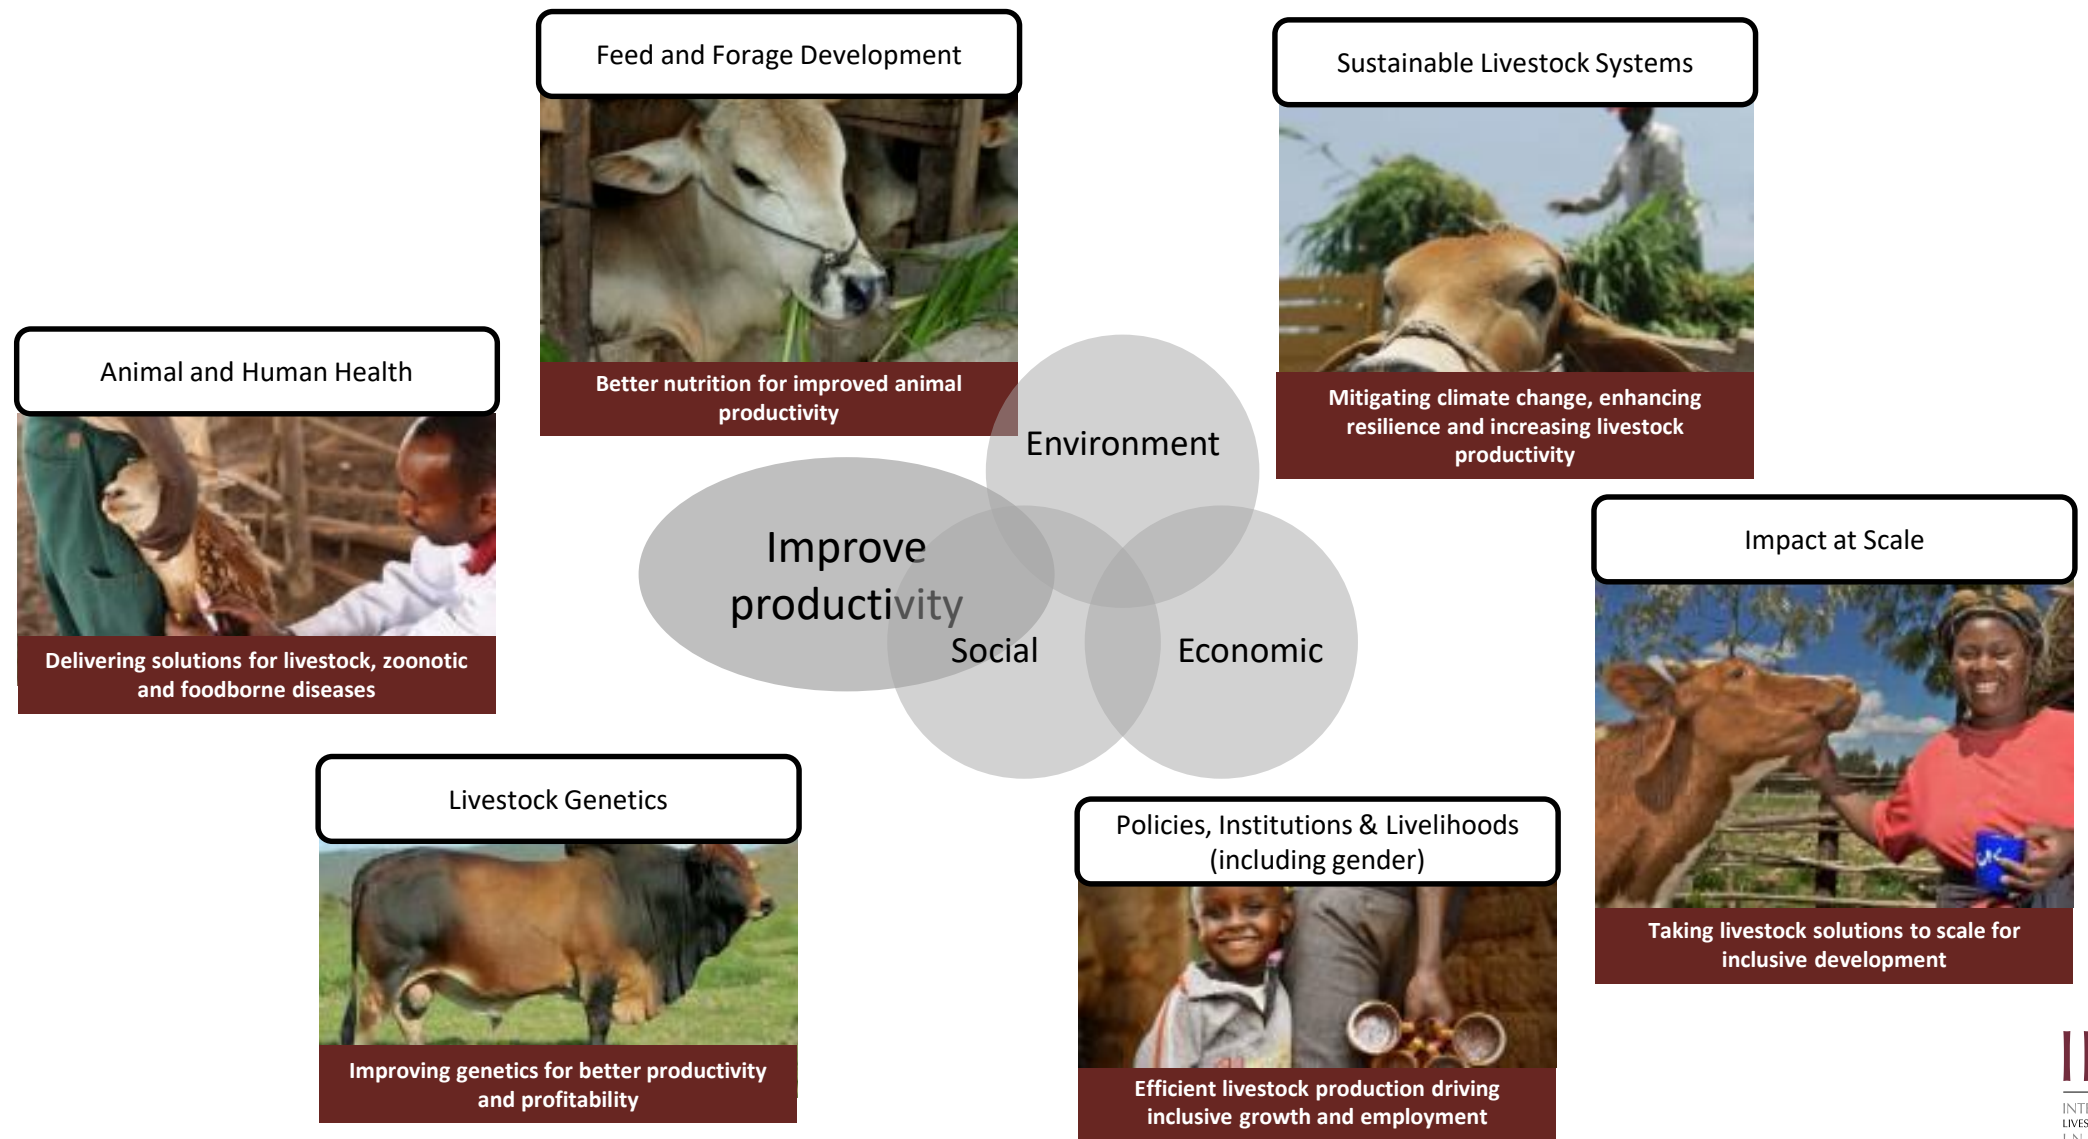 Feed and Forage Development
Better nutrition for improved animal
productivity
Sustainable Livestock Systems
Mitigating climate change, enhancing
resilience and increasing livestock
productivity
Animal and Human Health
Delivering solutions for livestock, zoonotic
and foodborne diseases
Environment
Improve
productivity
Social
Economic
Impact at Scale
Taking livestock solutions to scale for
inclusive development
Livestock Genetics
Improving genetics for better productivity
and profitability
Policies, Institutions & Livelihoods
(including gender)
Efficient livestock production driving
inclusive growth and employment